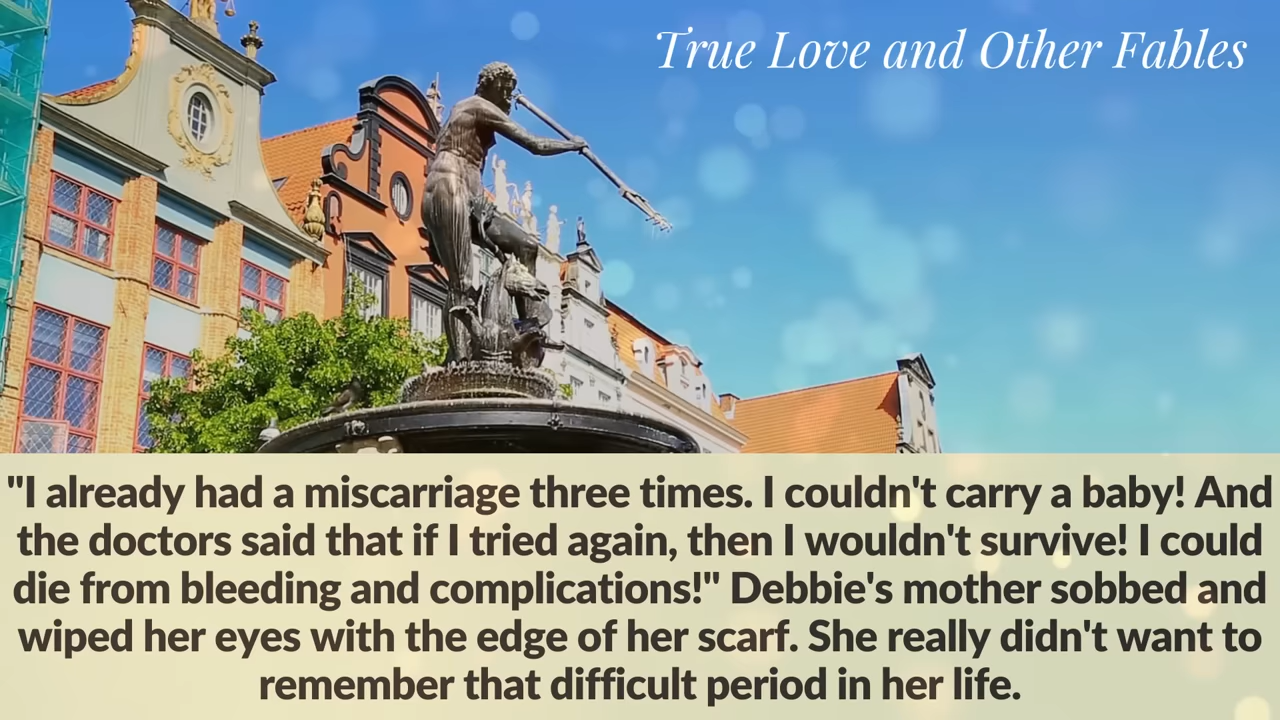 True Love and Other Fables
"I already had a miscarriage three times. I couldn't carry a baby! And
the doctors said that if I tried again, then I wouldn't survive! I could
die from bleeding and complications!" Debbie's mother sobbed and
wiped her eyes with the edge of her scarf. She really didn't want to
remember that difficult period in her life.